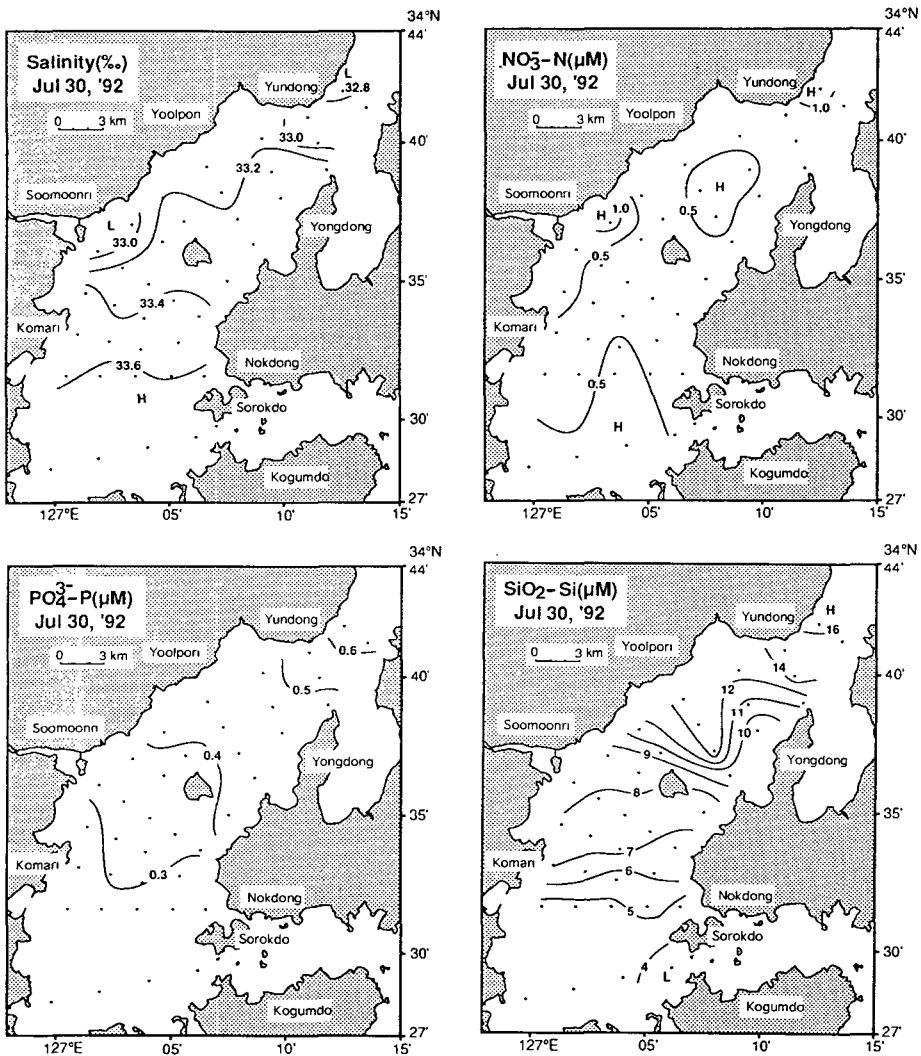 34°N
Salinity(‰)
Jul 30, '92
0 3 km
Yoolpon
Yundong
L
32.8
33.0
33.2
Soomoonri
L
33.0
Yongdong
33.4
Komari
Nokdong
33.6
H
Sorokdo
Kogumdo
44'
40'
35'
30'
27'
127°E 05' 10' 15'
34°N
NO₃⁻-N(µM)
Jul 30, '92
0 3 km
Yoolpon
Yundong
H
1.0
Soomoonri
H 1.0
H
0.5
0.5
Yongdong
Komari
Nokdong
0.5
H
Sorokdo
Kogumdo
44'
40'
35'
30'
27'
127°E 05' 10' 15'
34°N
PO₄³⁻-P(µM)
Jul 30, '92
0 3 km
Yoolpori
Yundong
0.6
0.5
Soomoonri
0.4
Yongdong
Komari
0.3
Nokdong
Sorokdo
Kogumdo
44'
40'
35'
30'
27'
127°E 05' 10' 15'
34°N
SiO₂-Si(µM)
Jul 30, '92
0 3 km
Yoolpon
Yundong
H
16
14
12
11
10
Soomoonri
9
Yongdong
8
Komari
7
6
Nokdong
5
Sorokdo
4
L
Kogumdo
44'
40'
35'
30'
27'
127°E 05' 10' 15'